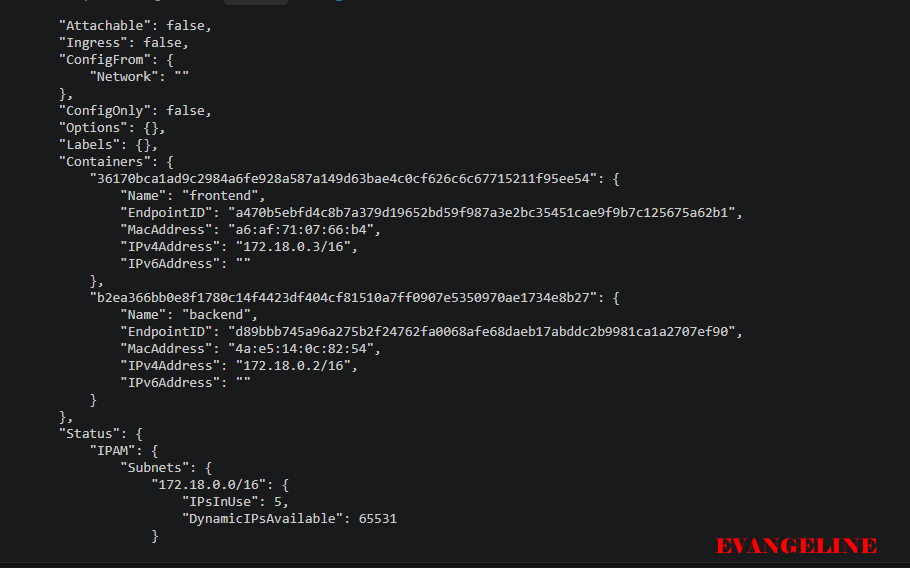 "Attachable": false,
"Ingress": false,
"ConfigFrom": {
"Network": ""
},
"ConfigOnly": false,
"Options": {},
"Labels": {},
"Containers": {
"36170bca1ad9c2984a6fe928a587a149d63bae4c0cf626c6c67715211f95ee54": {
"Name": "frontend",
"EndpointID": "a470b5ebfd4c8b7a379d19652bd59f987a3e2bc35451cae9f9b7c125675a62b1",
"MacAddress": "a6:af:71:07:66:b4",
"IPv4Address": "172.18.0.3/16",
"IPv6Address": ""
},
"b2ea366bb0e8f1780c14f4423df404cf81510a7ff0907e5350970ae1734e8b27": {
"Name": "backend",
"EndpointID": "d89bbb745a96a275b2f24762fa0068afe68daeb17abddc2b9981ca1a2707ef90",
"MacAddress": "4a:e5:14:0c:82:54",
"IPv4Address": "172.18.0.2/16",
"IPv6Address": ""
}
},
"Status": {
"IPAM": {
"Subnets": {
"172.18.0.0/16": {
"IPsInUse": 5,
"DynamicIPsAvailable": 65531
}
EVANGELINE